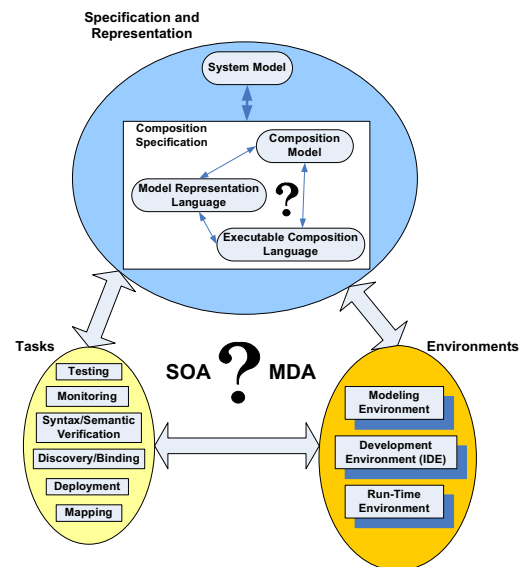 Specification and
Representation
System Model
Composition
Specification
Composition
Model
Model Representation
Language
?
Executable Composition
Language
Tasks
Testing
Monitoring
Syntax/Semantic
Verification
Discovery/Binding
Deployment
Mapping
SOA ? MDA
Environments
Modeling
Environment
Development
Environment (IDE)
Run-Time
Environment